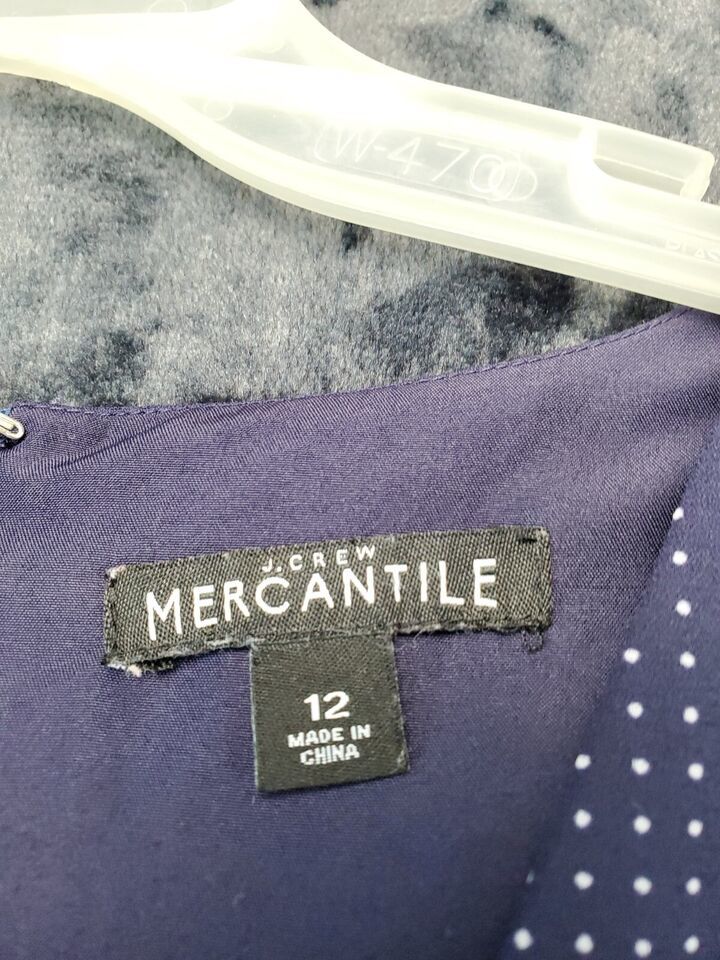 W-470
J.CREW
MERCANTILE
12
MADE IN
CHINA